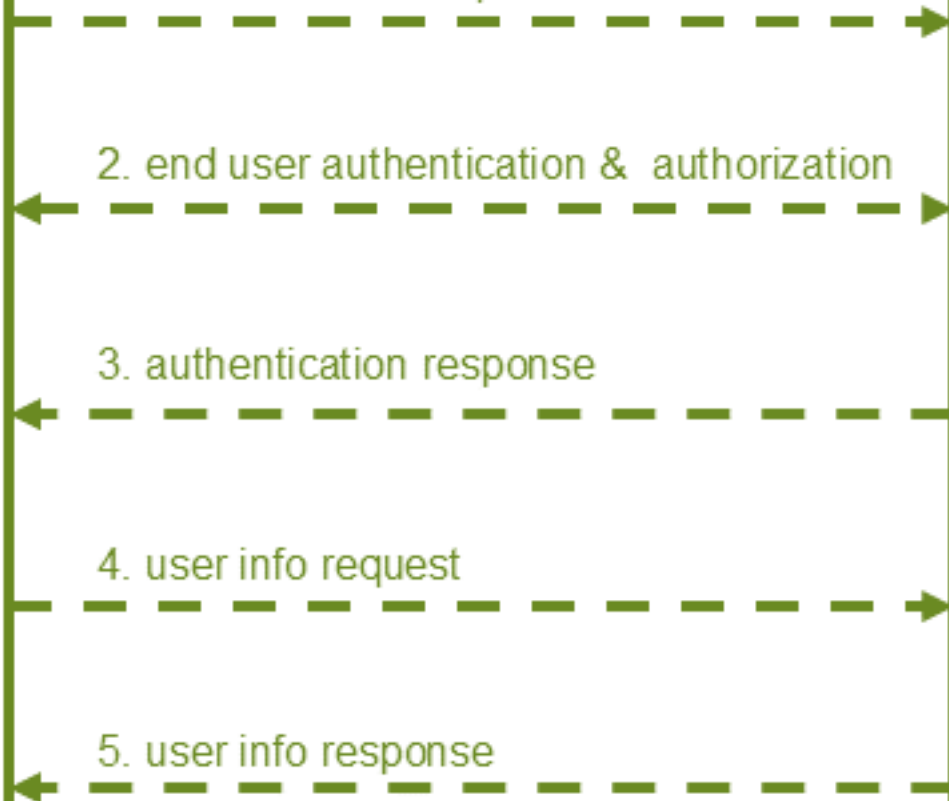 2. end user authentication &  authorization
3. authentication response
4. user info request
5. user info response